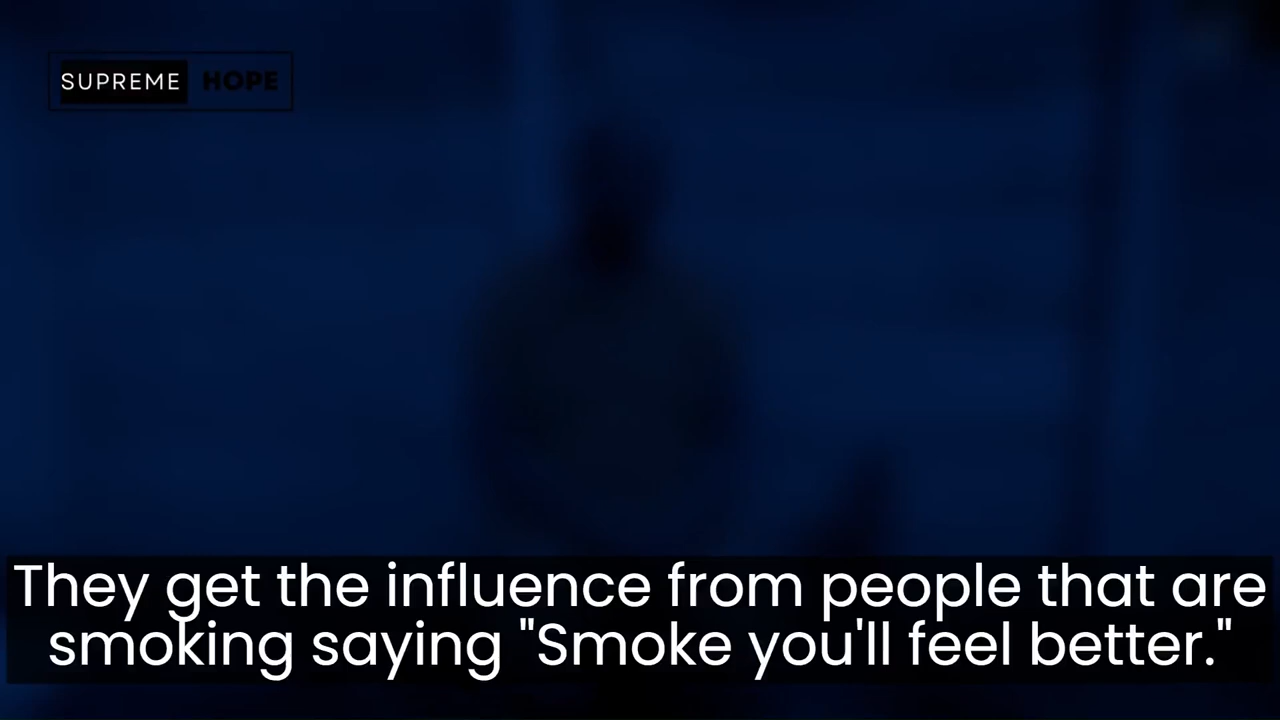 SUPREME HOPE
They get the influence from people that are
smoking saying "Smoke you'll feel better."